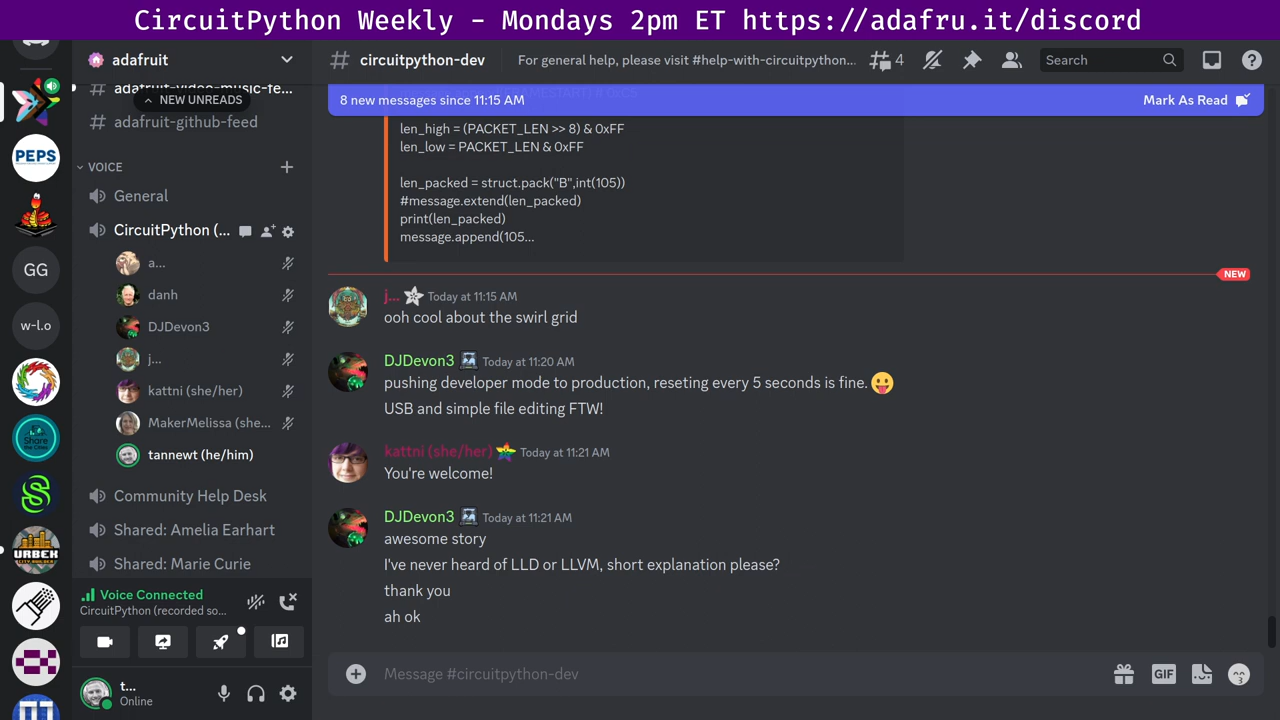 CircuitPython Weekly - Mondays 2pm ET https://adafru.it/discord
adafruit
# circuitpython-dev
For general help, please visit #help-with-circuitpython...
4
Search
adafruit-video-music-fe...
NEW UNREADS
# adafruit-github-feed
VOICE
General
CircuitPython (...
a...
danh
DJDevon3
j...
kattni (she/her)
MakerMelissa (she...
tannewt (he/him)
Community Help Desk
Shared: Amelia Earhart
Shared: Marie Curie
Voice Connected
CircuitPython (recorded so...
t...
Online
PEPS
GG
w-l.o
Share
URBEX
CITY BUILDER
8 new messages since 11:15 AM
Mark As Read
len_high = (PACKET_LEN >> 8) & 0xFF
len_low = PACKET_LEN & 0xFF
len_packed = struct.pack("B",int(105))
#message.extend(len_packed)
print(len_packed)
message.append(105...
NEW
j... Today at 11:15 AM
ooh cool about the swirl grid
DJDevon3 Today at 11:20 AM
pushing developer mode to production, reseting every 5 seconds is fine. 😛
USB and simple file editing FTW!
kattni (she/her) Today at 11:21 AM
You're welcome!
DJDevon3 Today at 11:21 AM
awesome story
I've never heard of LLD or LLVM, short explanation please?
thank you
ah ok
Message #circuitpython-dev
GIF